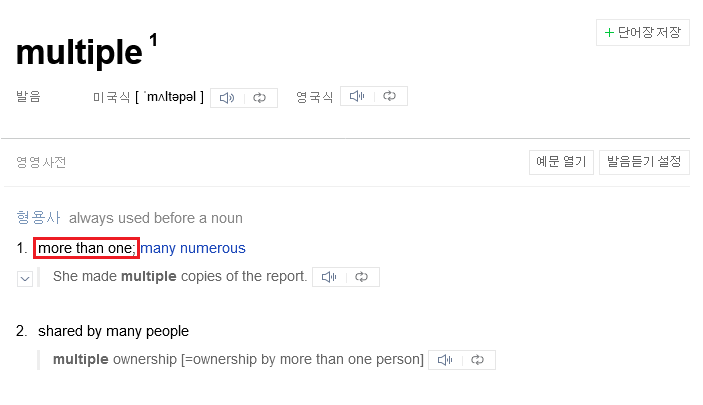 multiple 1
+ 단어장 저장
발음 미국식 [ ˈmʌltəpəl ] 영국식
영영사전 예문 열기 발음듣기 설정
형용사 always used before a noun
1. more than one; many numerous
She made multiple copies of the report.
2. shared by many people
multiple ownership [=ownership by more than one person]